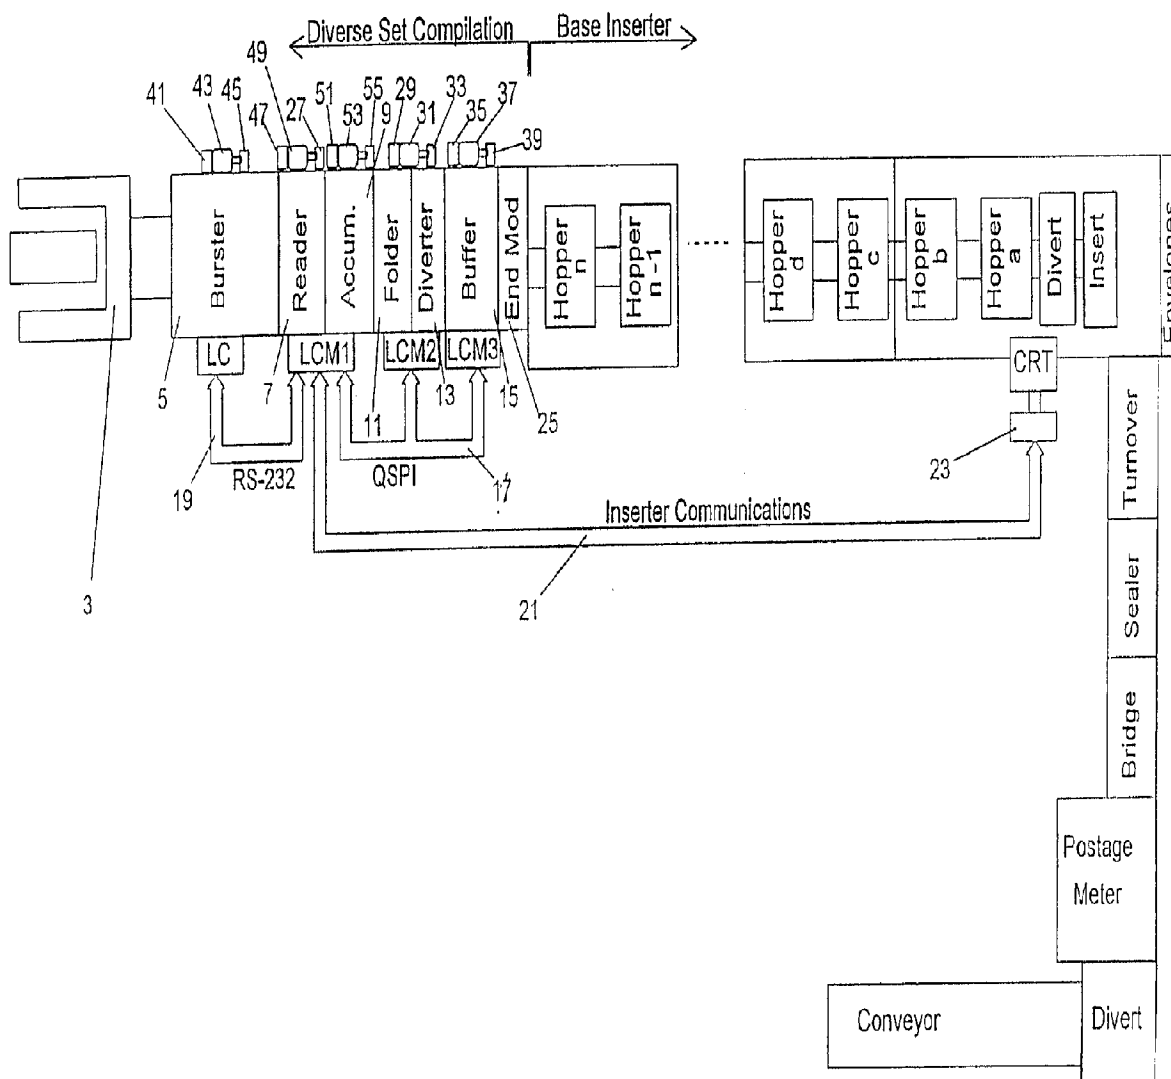 Diverse Set Compilation
Base Inserter
49
41
43
45
47
27
51
53
55
9
29
31
33
35
37
39
Burster
Reader
Accum.
Folder
Diverter
Buffer
End Mod
Hopper n
Hopper n-1
Hopper d
Hopper c
Hopper b
Hopper a
Divert
Insert
Envelopes
LC
LCM1
LCM2
LCM3
CRT
5
7
11
13
15
25
23
19
RS-232
QSPI
17
Inserter Communications
21
3
Turnover
Sealer
Bridge
Postage
Meter
Conveyor
Divert